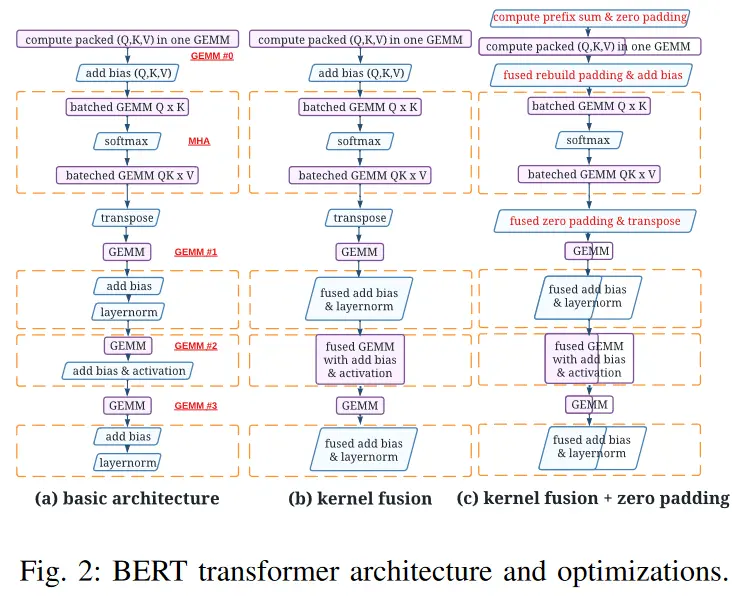 compute packed (Q,K,V) in one GEMM
GEMM #0
add bias (Q,K,V)
batched GEMM Q x K
softmax
MHA
bateched GEMM QK x V
transpose
GEMM
GEMM #1
add bias
layernorm
GEMM
GEMM #2
add bias & activation
GEMM
GEMM #3
add bias
layernorm
(a) basic architecture
compute packed (Q,K,V) in one GEMM
add bias (Q,K,V)
batched GEMM Q x K
softmax
batched GEMM QK x V
transpose
GEMM
fused add bias
& layernorm
fused GEMM
with add bias
& activation
GEMM
fused add bias
& layernorm
(b) kernel fusion
compute prefix sum & zero padding
compute packed (Q,K,V) in one GEMM
fused rebuild padding & add bias
batched GEMM Q x K
softmax
batched GEMM QK x V
fused zero padding & transpose
GEMM
fused add bias
& layernorm
fused GEMM
with add bias
& activation
GEMM
fused add bias
& layernorm
(c) kernel fusion + zero padding
Fig. 2: BERT transformer architecture and optimizations.